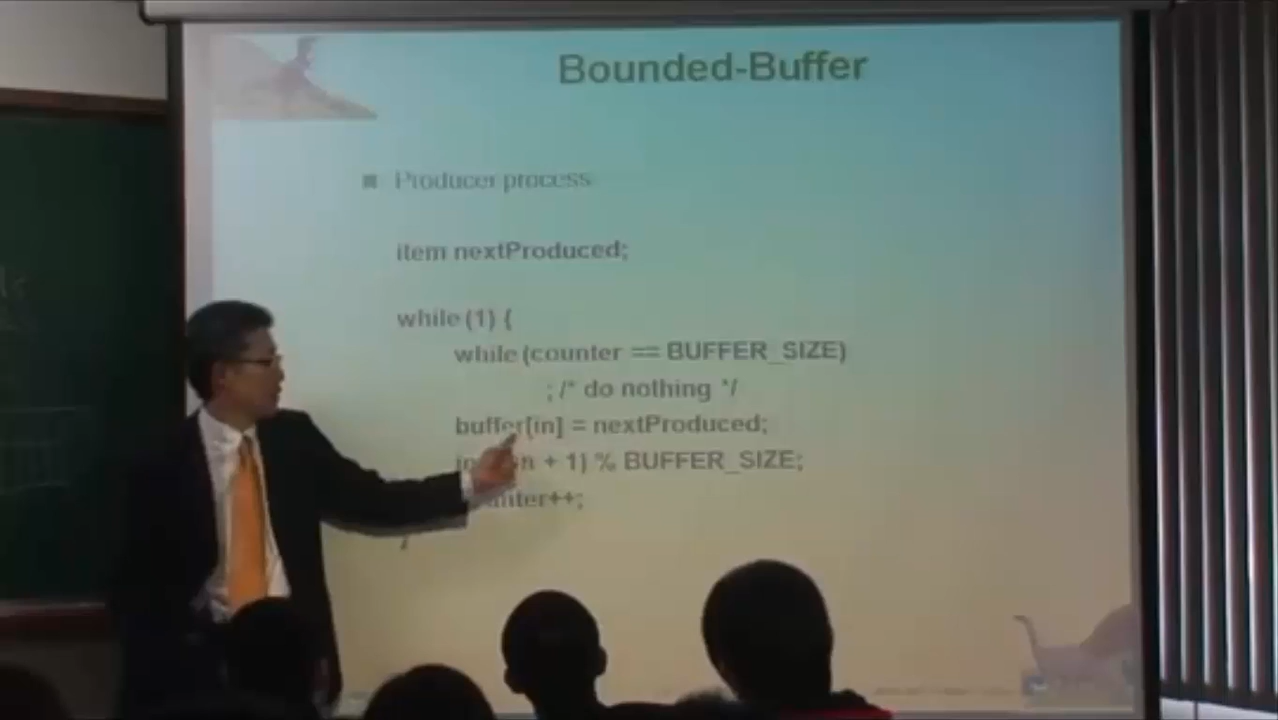 Bounded-Buffer
Producer process
item nextProduced;
while (1) {
while (counter == BUFFER_SIZE)
; /* do nothing */
buffer[in] = nextProduced;
+ 1) % BUFFER_SIZE;